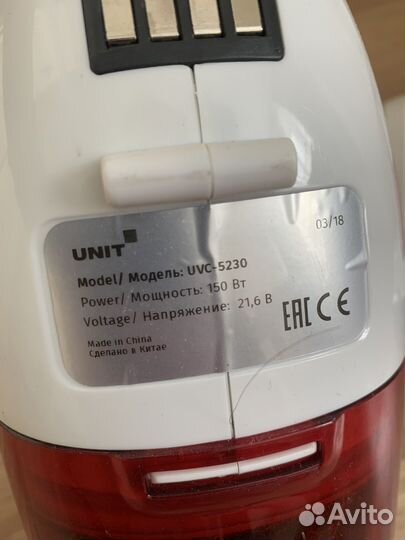 UNIT
03/18
Model/ Модель: UVC-5230
Power/ Мощность: 150 Вт
Voltage/ Напряжение: 21,6 В
Made in China
Сделано в Китае
EAC CE
Avito